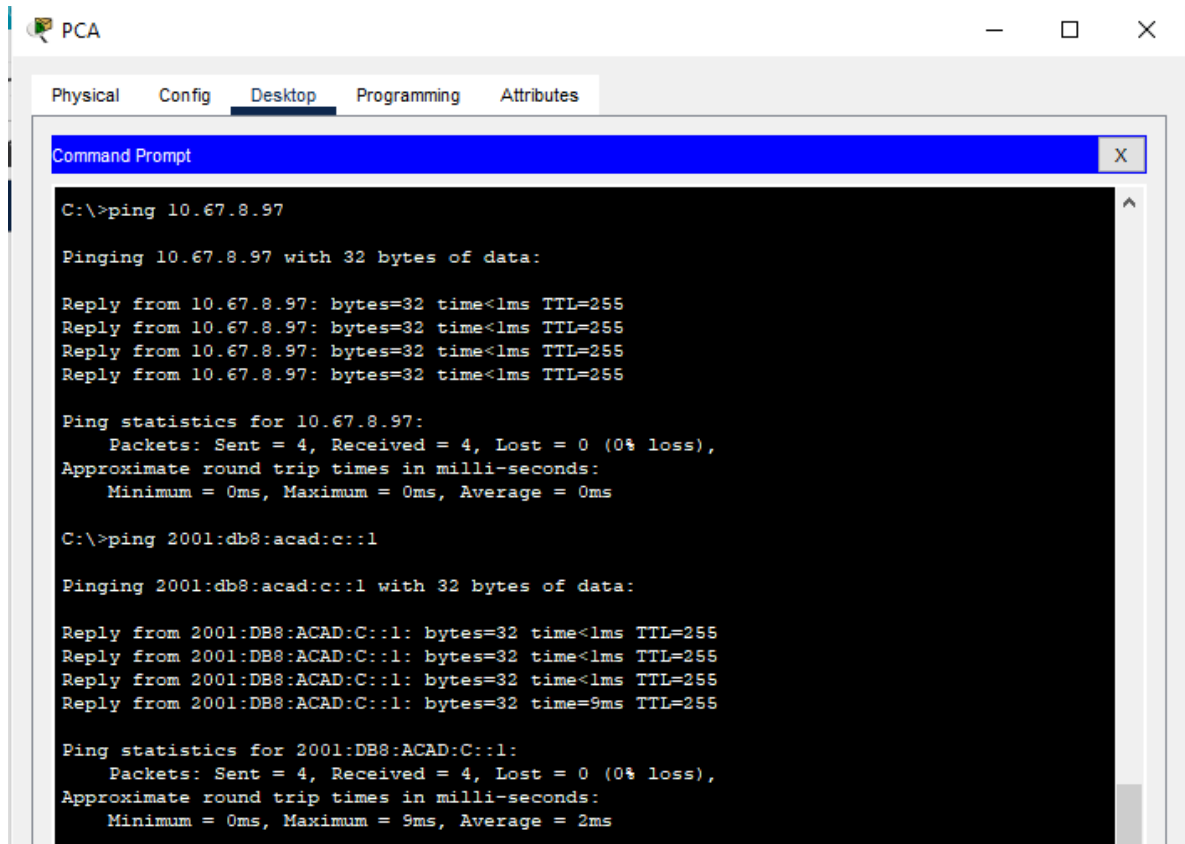 PCA
Physical Config Desktop Programming Attributes
Command Prompt X
C:\>ping 10.67.8.97
Pinging 10.67.8.97 with 32 bytes of data:
Reply from 10.67.8.97: bytes=32 time<1ms TTL=255
Reply from 10.67.8.97: bytes=32 time<1ms TTL=255
Reply from 10.67.8.97: bytes=32 time<1ms TTL=255
Reply from 10.67.8.97: bytes=32 time<1ms TTL=255
Ping statistics for 10.67.8.97:
Packets: Sent = 4, Received = 4, Lost = 0 (0% loss),
Approximate round trip times in milli-seconds:
Minimum = 0ms, Maximum = 0ms, Average = 0ms
C:\>ping 2001:db8:acad:c::1
Pinging 2001:db8:acad:c::1 with 32 bytes of data:
Reply from 2001:DB8:ACAD:C::1: bytes=32 time<1ms TTL=255
Reply from 2001:DB8:ACAD:C::1: bytes=32 time<1ms TTL=255
Reply from 2001:DB8:ACAD:C::1: bytes=32 time<1ms TTL=255
Reply from 2001:DB8:ACAD:C::1: bytes=32 time=9ms TTL=255
Ping statistics for 2001:DB8:ACAD:C::1:
Packets: Sent = 4, Received = 4, Lost = 0 (0% loss),
Approximate round trip times in milli-seconds:
Minimum = 0ms, Maximum = 9ms, Average = 2ms